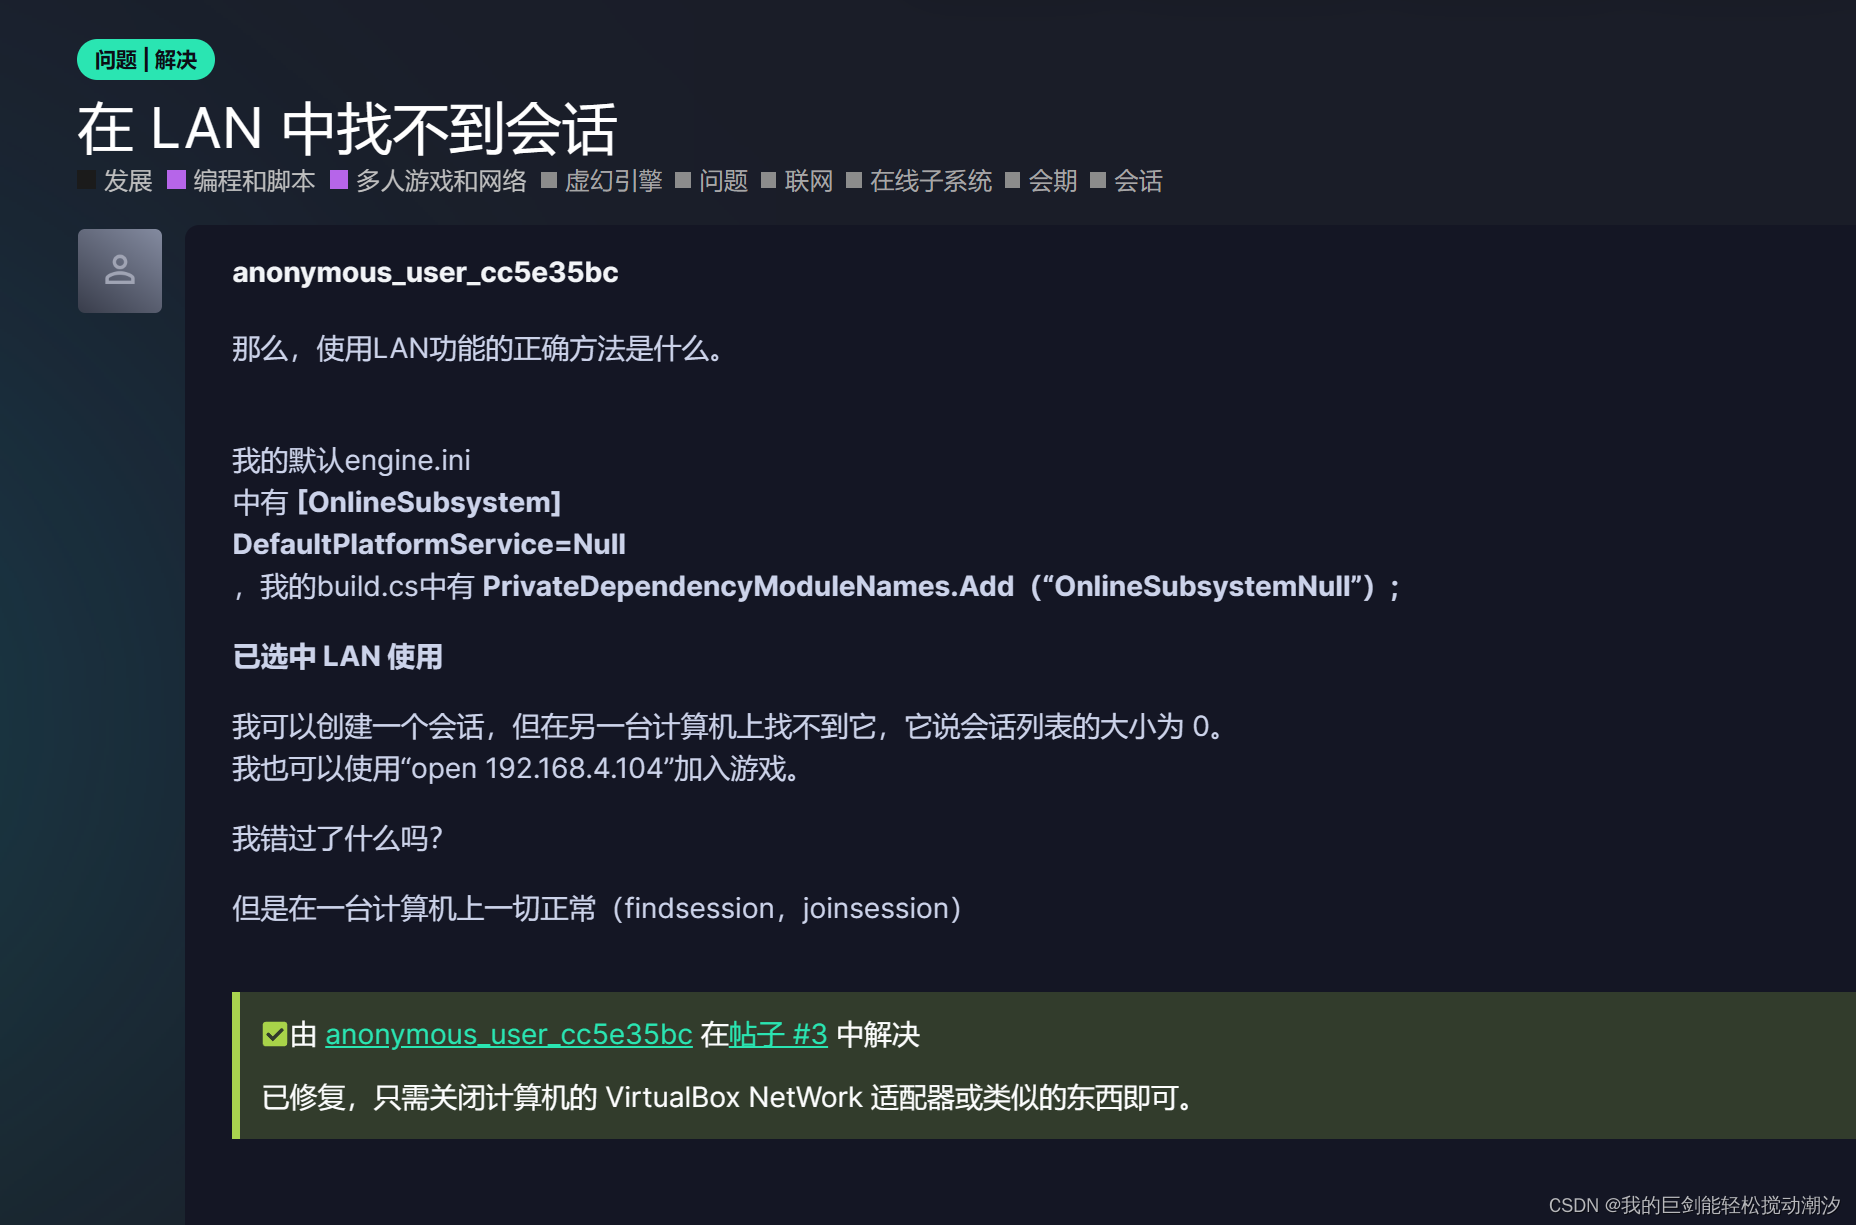 问题 | 解决
在 LAN 中找不到会话
发展 编程和脚本 多人游戏和网络 虚幻引擎 问题 联网 在线子系统 会期 会话
anonymous_user_cc5e35bc
那么，使用LAN功能的正确方法是什么。
我的默认engine.ini
中有 [OnlineSubsystem]
DefaultPlatformService=Null
，我的build.cs中有 PrivateDependencyModuleNames.Add（“OnlineSubsystemNull”）；
已选中 LAN 使用
我可以创建一个会话，但在另一台计算机上找不到它，它说会话列表的大小为 0。
我也可以使用“open 192.168.4.104”加入游戏。
我错过了什么吗？
但是在一台计算机上一切正常（findsession，joinsession）
由 anonymous_user_cc5e35bc 在帖子 #3 中解决
已修复，只需关闭计算机的 VirtualBox NetWork 适配器或类似的东西即可。
CSDN @我的巨剑能轻松搅动潮汐